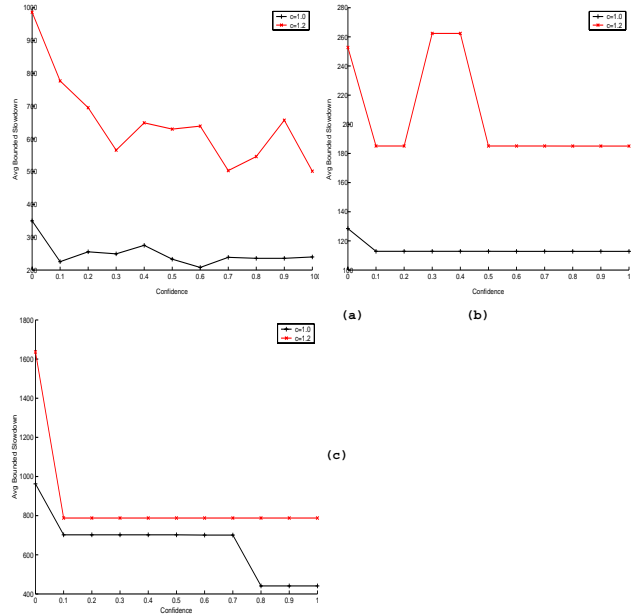 1000
900
800
700
600
500
400
300
200
Avg Bounded Slowdown
0 0.1 0.2 0.3 0.4 0.5 0.6 0.7 0.8 0.9 100
Confidence
c=1.0
c=1.2
280
260
240
220
200
180
160
140
120
100
Avg Bounded Slowdown
0 0.1 0.2 0.3 0.4 0.5 0.6 0.7 0.8 0.9 1
Confidence
c=1.0
c=1.2
(a) (b)
1800
1600
1400
1200
1000
800
600
400
Avg Bounded Slowdown
0 0.1 0.2 0.3 0.4 0.5 0.6 0.7 0.8 0.9 1
Confidence
c=1.0
c=1.2
(c)